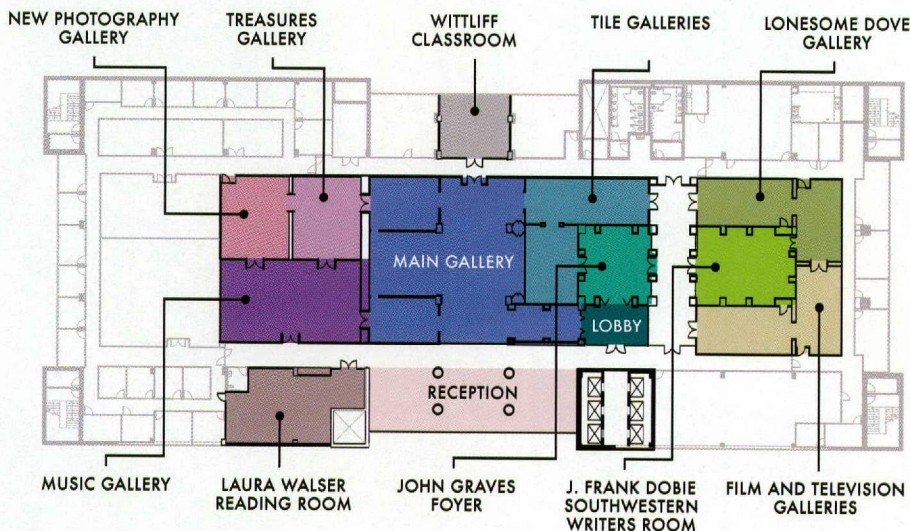 NEW PHOTOGRAPHY
GALLERY
TREASURES
GALLERY
WITTLIFF
CLASSROOM
TILE GALLERIES
LONESOME DOVE
GALLERY
MAIN GALLERY
LOBBY
RECEPTION
MUSIC GALLERY
LAURA WALSER
READING ROOM
JOHN GRAVES
FOYER
J. FRANK DOBIE
SOUTHWESTERN
WRITERS ROOM
FILM AND TELEVISION
GALLERIES